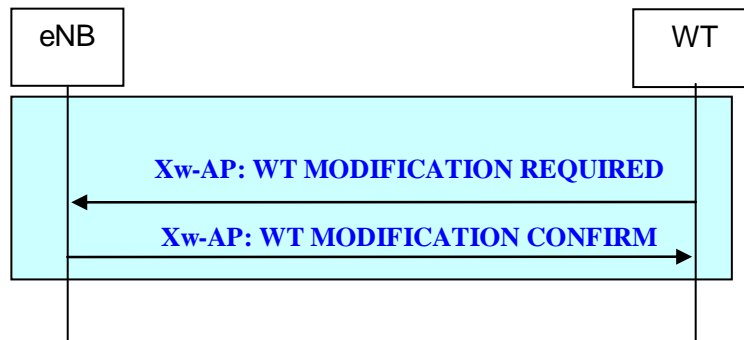 eNB
WT
Xw-AP: WT MODIFICATION REQUIRED
Xw-AP: WT MODIFICATION CONFIRM